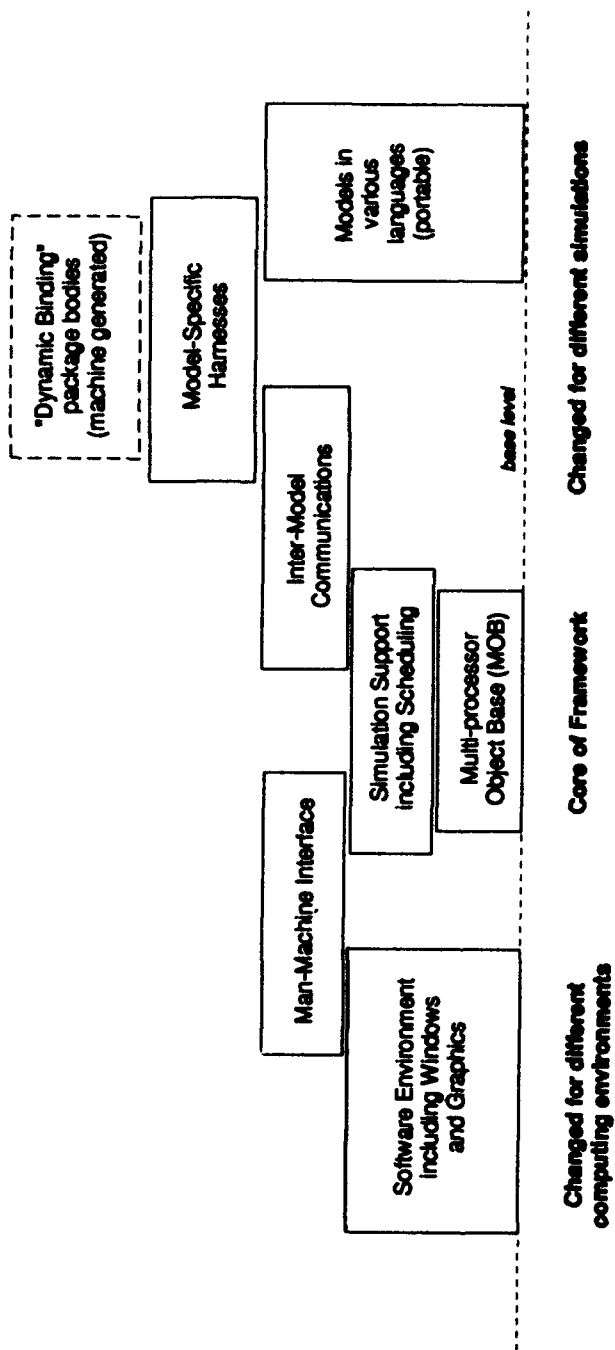 "Dynamic Binding"
package bodies
(machine generated)
Model-Specific
Harnesses
Man-Machine Interface
Inter-Model
Communications
Models in
various
languages
(portable)
Software Environment
including Windows
and Graphics
Simulation Support
including Scheduling
Multi-processor
Object Base (MOB)
base level
Changed for different
computing environments
Core of Framework
Changed for different simulations